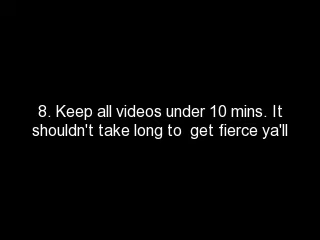 8. Keep all videos under 10 mins. It
shouldn't take long to  get fierce ya'll